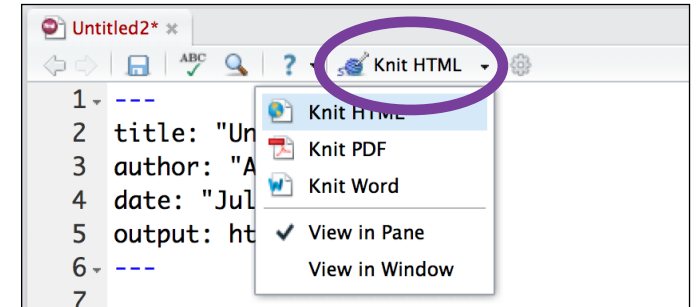 Untitled2*
ABC ? Knit HTML
1 ---
2 title: "Un
3 author: "A
4 date: "Jul
5 output: ht
6 ---
7
Knit HTML
Knit PDF
Knit Word
View in Pane
View in Window